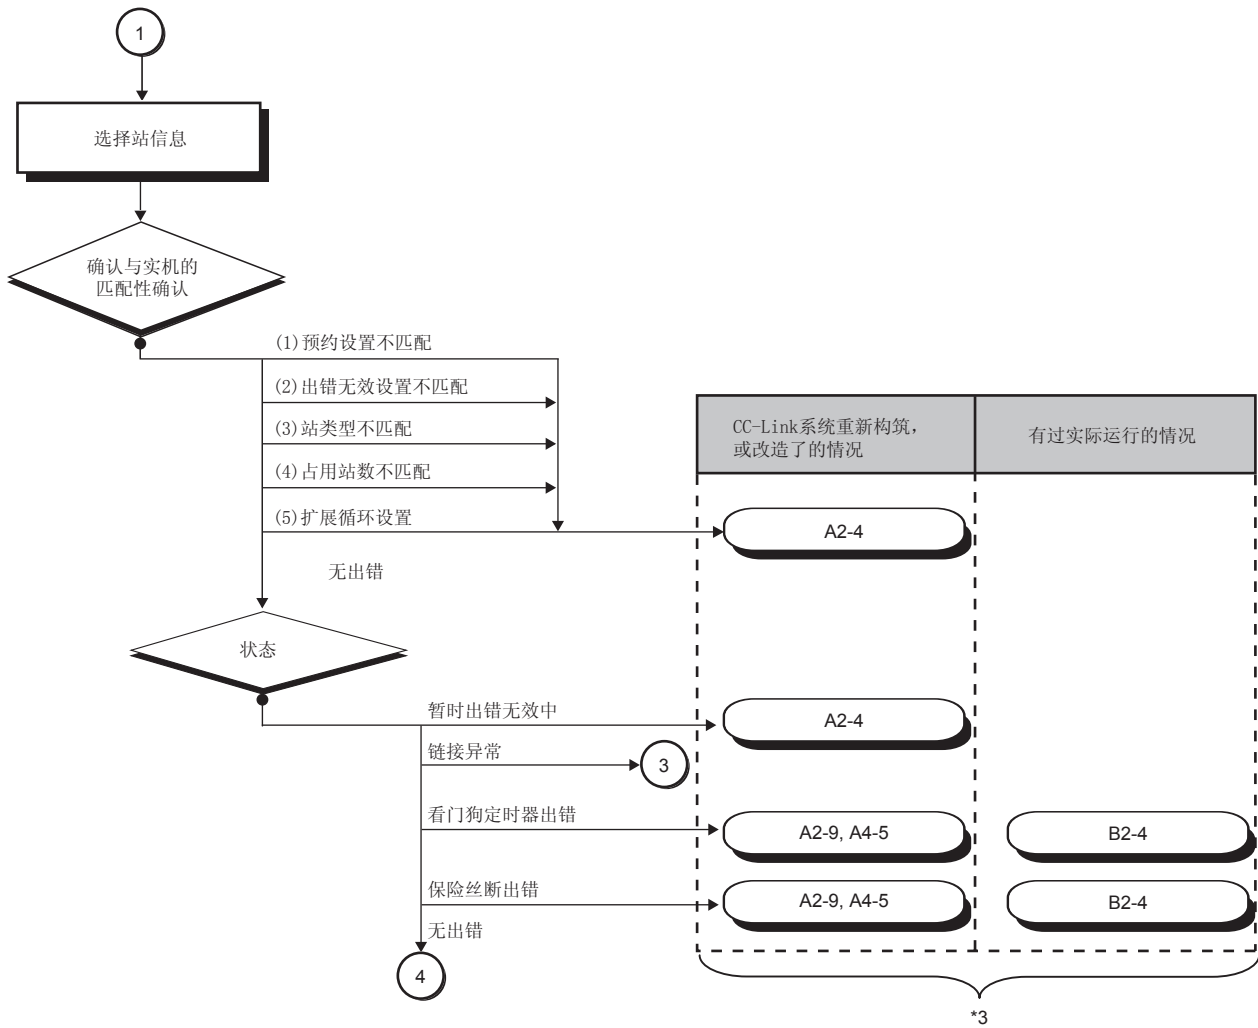 1
选择站信息
确认与实机的
匹配性确认
(1)预约设置不匹配
(2)出错无效设置不匹配
(3)站类型不匹配
(4)占用站数不匹配
(5)扩展循环设置
无出错
CC-Link系统重新构筑，
或改造了的情况
有过实际运行的情况
A2-4
状态
暂时出错无效中
A2-4
链接异常
3
看门狗定时器出错
A2-9, A4-5
B2-4
保险丝断出错
A2-9, A4-5
B2-4
无出错
4
*3